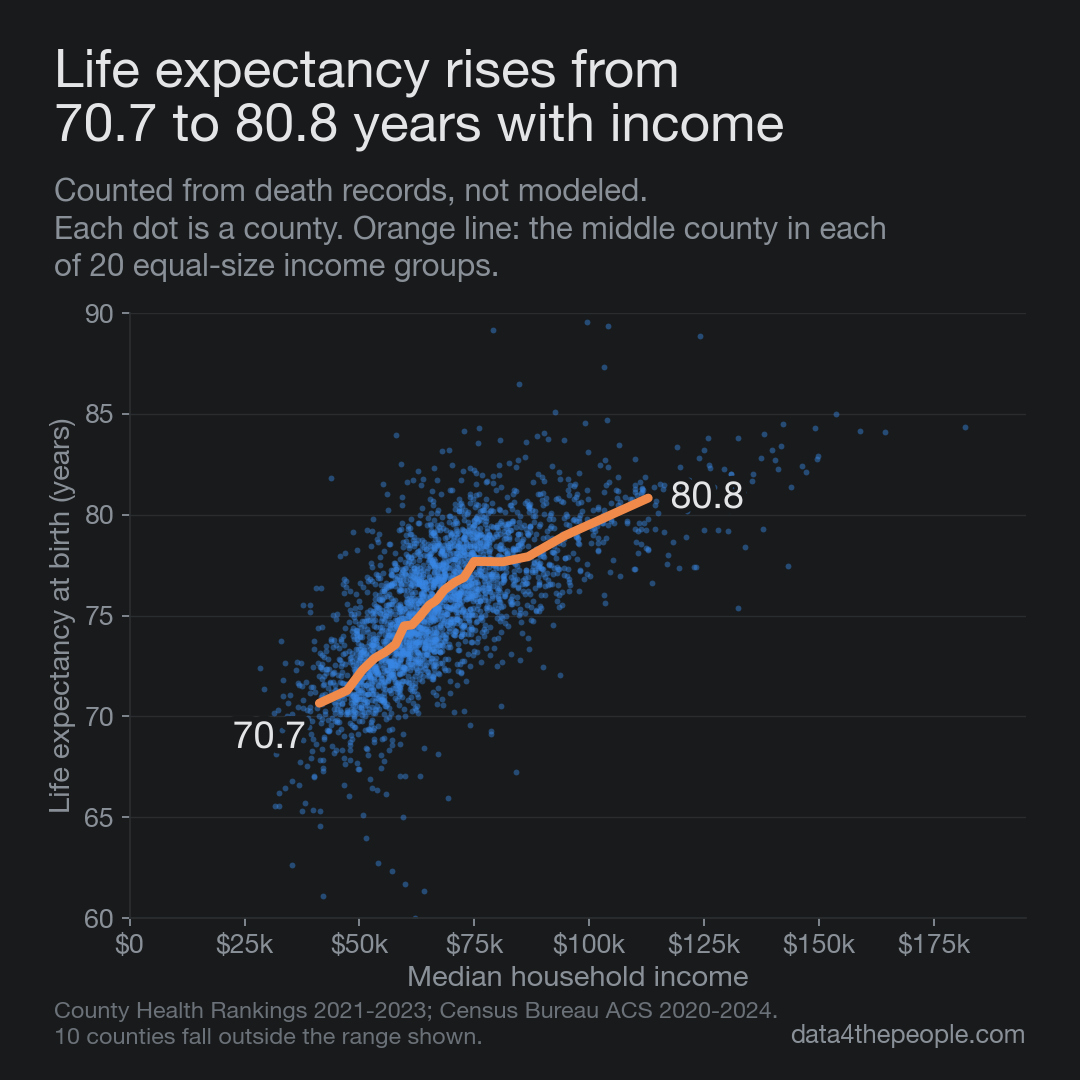 Life expectancy rises from
70.7 to 80.8 years with income
Counted from death records, not modeled.
Each dot is a county. Orange line: the middle county in each
of 20 equal-size income groups.
90
85
80
75
70
65
60
Life expectancy at birth (years)
80.8
70.7
$0
$25k
$50k
$75k
$100k
$125k
$150k
$175k
Median household income
County Health Rankings 2021-2023; Census Bureau ACS 2020-2024.
10 counties fall outside the range shown.
data4thepeople.com